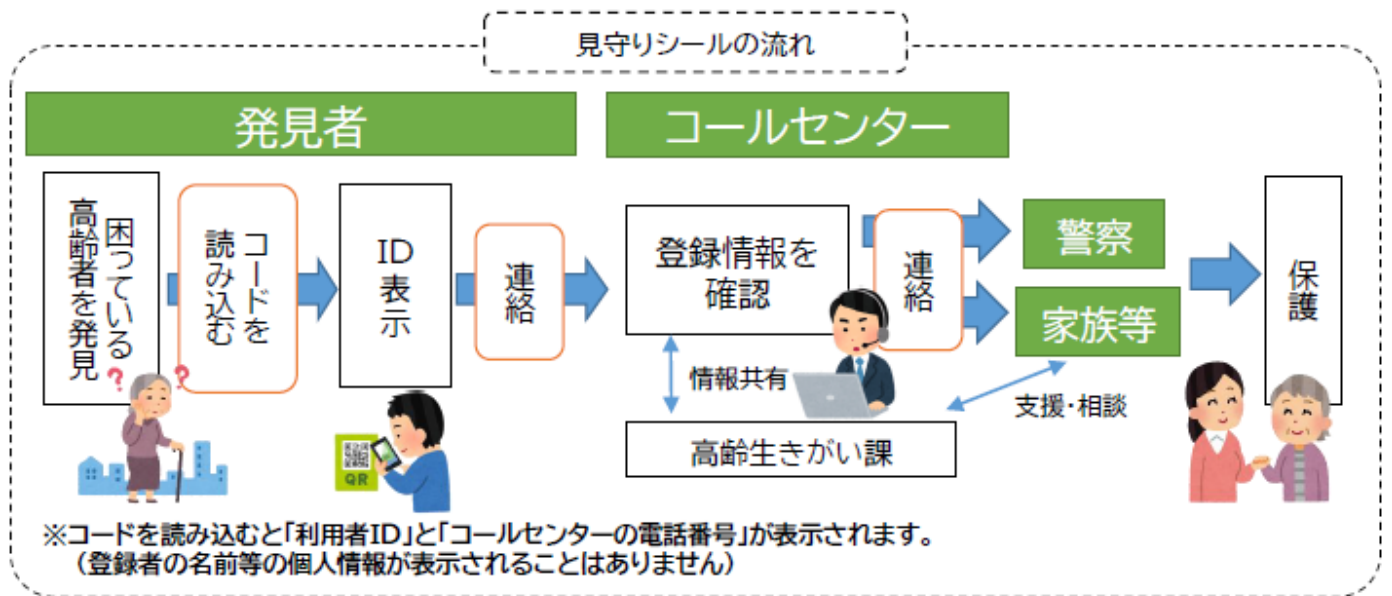 見守りシールの流れ
発見者
コールセンター
困っている
高齢者を発見
コードを
読み込む
ID
表示
連絡
登録情報を
確認
連絡
警察
家族等
保護
情報共有
支援・相談
高齢生きがい課
?
?
QR
※コードを読み込むと「利用者ID」と「コールセンターの電話番号」が表示されます。
(登録者の名前等の個人情報が表示されることはありません)